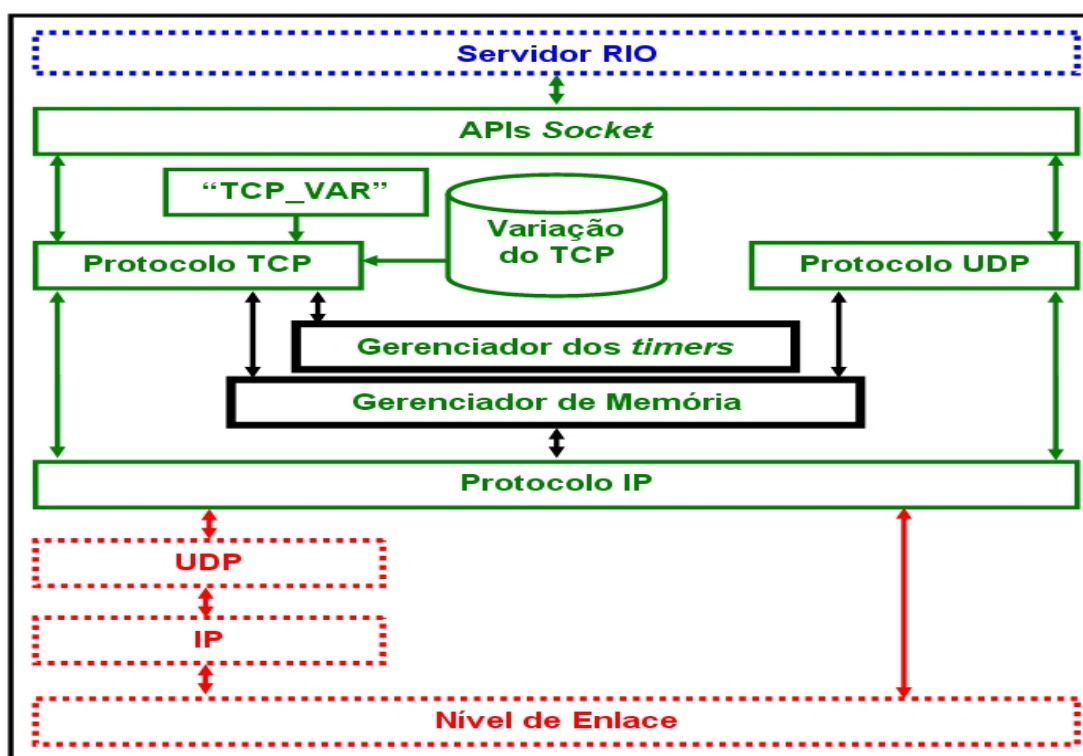 Servidor RIO
APIs Socket
“TCP_VAR”
Variação
do TCP
Protocolo TCP
Protocolo UDP
Gerenciador dos timers
Gerenciador de Memória
Protocolo IP
UDP
IP
Nível de Enlace